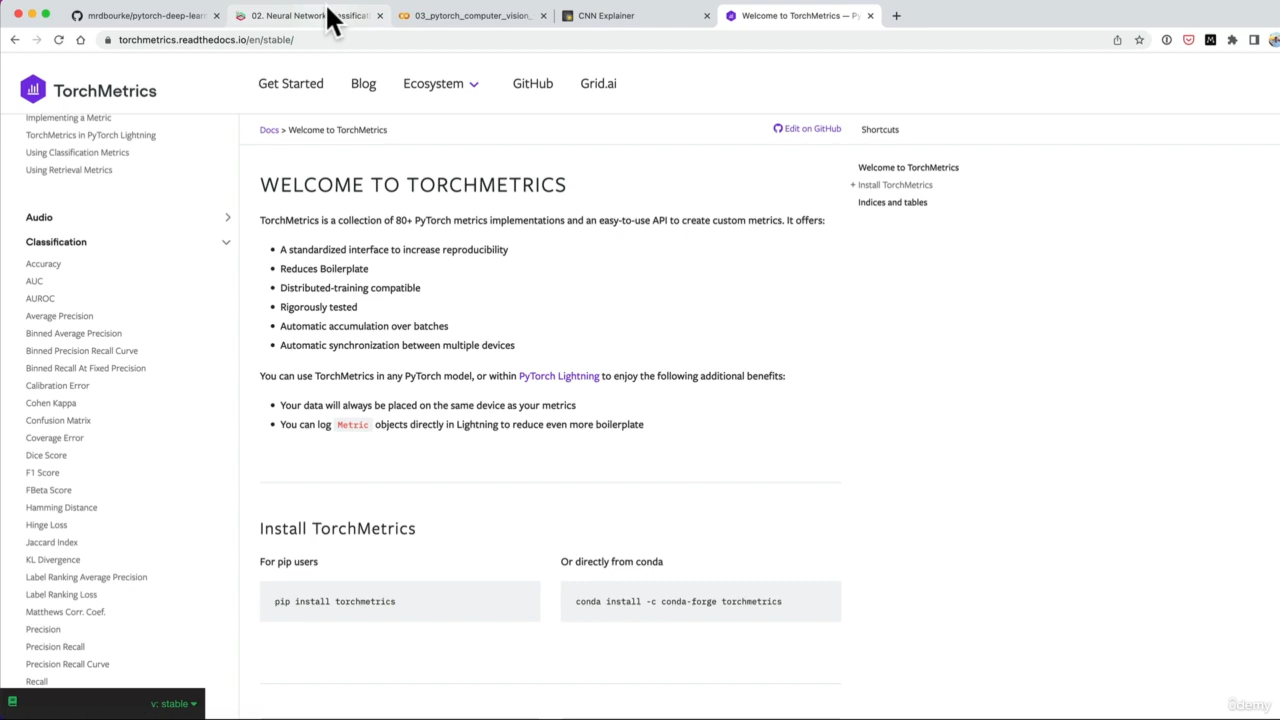 mrdbourke/pytorch-deep-learn
02. Neural Network
03_pytorch_computer_vision_
CNN Explainer
Welcome to TorchMetrics — Py
torchmetrics.readthedocs.io/en/stable/
TorchMetrics
Get Started
Blog
Ecosystem
GitHub
Grid.ai
Implementing a Metric
TorchMetrics in PyTorch Lightning
Using Classification Metrics
Using Retrieval Metrics
Audio
Classification
Accuracy
AUC
AUROC
Average Precision
Binned Average Precision
Binned Precision Recall Curve
Binned Recall At Fixed Precision
Calibration Error
Cohen Kappa
Confusion Matrix
Coverage Error
Dice Score
F1 Score
FBeta Score
Hamming Distance
Hinge Loss
Jaccard Index
KL Divergence
Label Ranking Average Precision
Label Ranking Loss
Matthews Corr. Coef.
Precision
Precision Recall
Precision Recall Curve
Recall
v: stable
Docs > Welcome to TorchMetrics
Edit on GitHub
WELCOME TO TORCHMETRICS
TorchMetrics is a collection of 80+ PyTorch metrics implementations and an easy-to-use API to create custom metrics. It offers:
• A standardized interface to increase reproducibility
• Reduces Boilerplate
• Distributed-training compatible
• Rigorously tested
• Automatic accumulation over batches
• Automatic synchronization between multiple devices
You can use TorchMetrics in any PyTorch model, or within PyTorch Lightning to enjoy the following additional benefits:
• Your data will always be placed on the same device as your metrics
• You can log Metric objects directly in Lightning to reduce even more boilerplate
Install TorchMetrics
For pip users
Or directly from conda
pip install torchmetrics
conda install -c conda-forge torchmetrics
Shortcuts
Welcome to TorchMetrics
+ Install TorchMetrics
Indices and tables
ûdemy